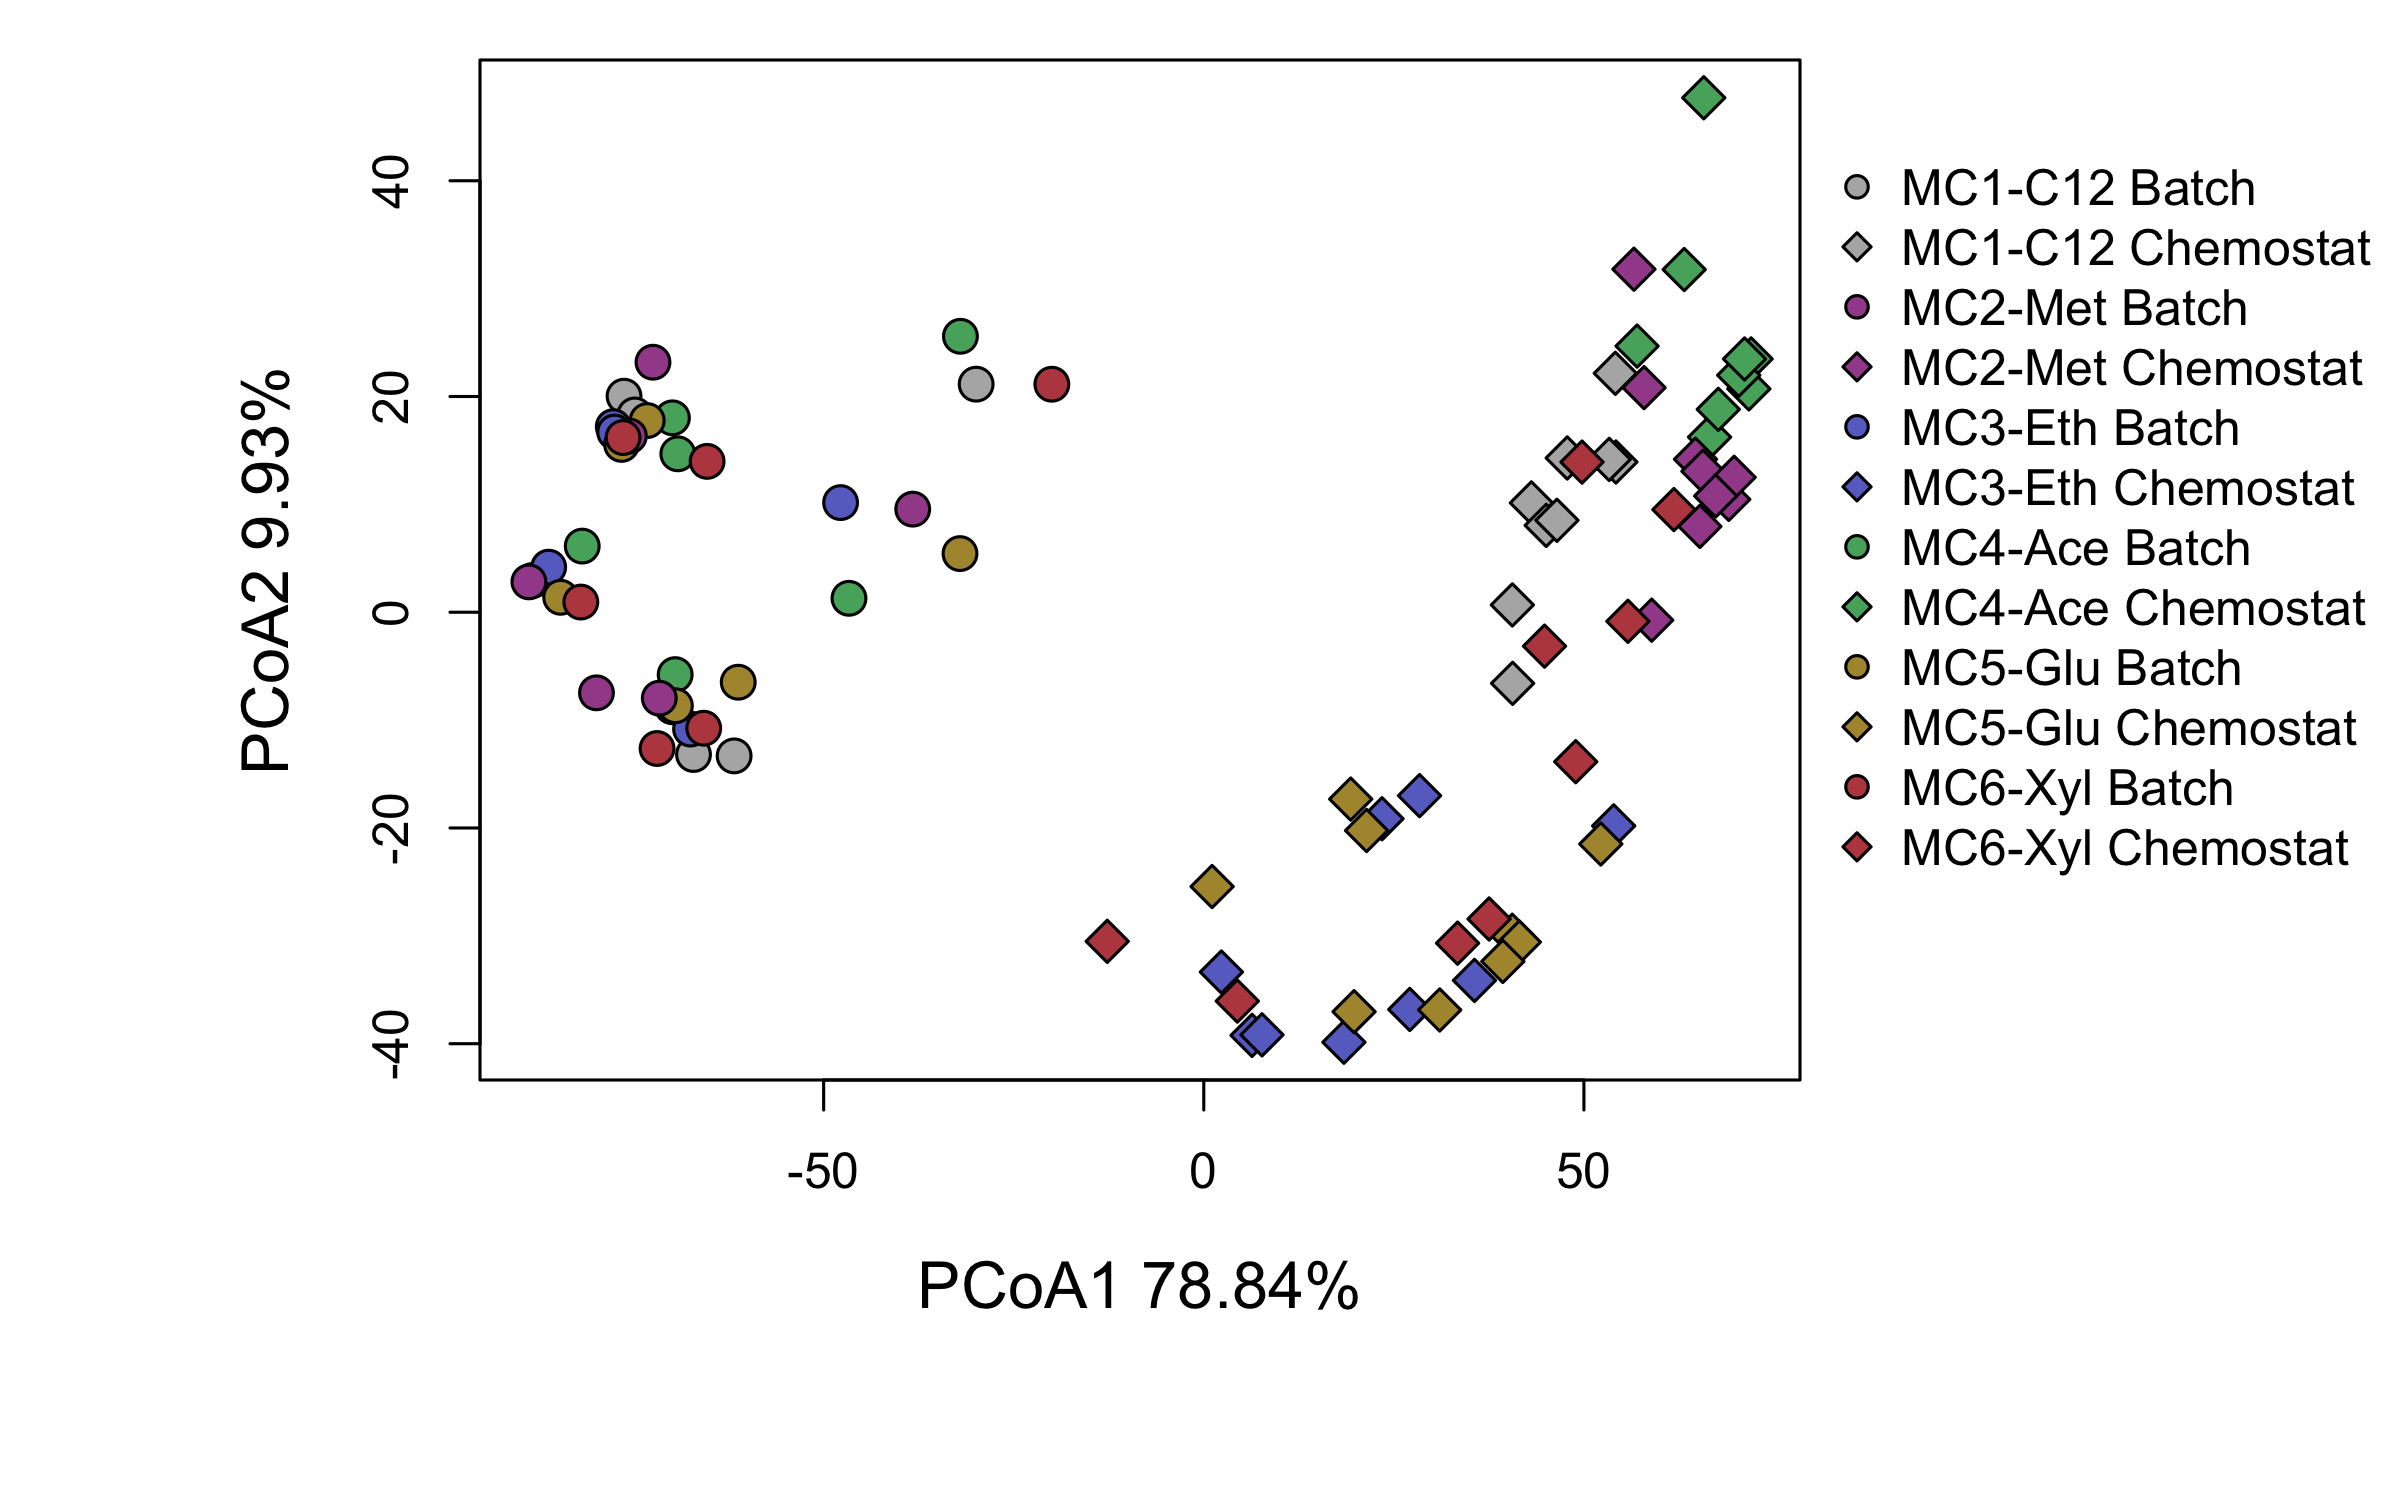 PCoA2 9.93%
40
20
0
-20
-40
-50
0
50
PCoA1 78.84%
MC1-C12 Batch
MC1-C12 Chemostat
MC2-Met Batch
MC2-Met Chemostat
MC3-Eth Batch
MC3-Eth Chemostat
MC4-Ace Batch
MC4-Ace Chemostat
MC5-Glu Batch
MC5-Glu Chemostat
MC6-Xyl Batch
MC6-Xyl Chemostat